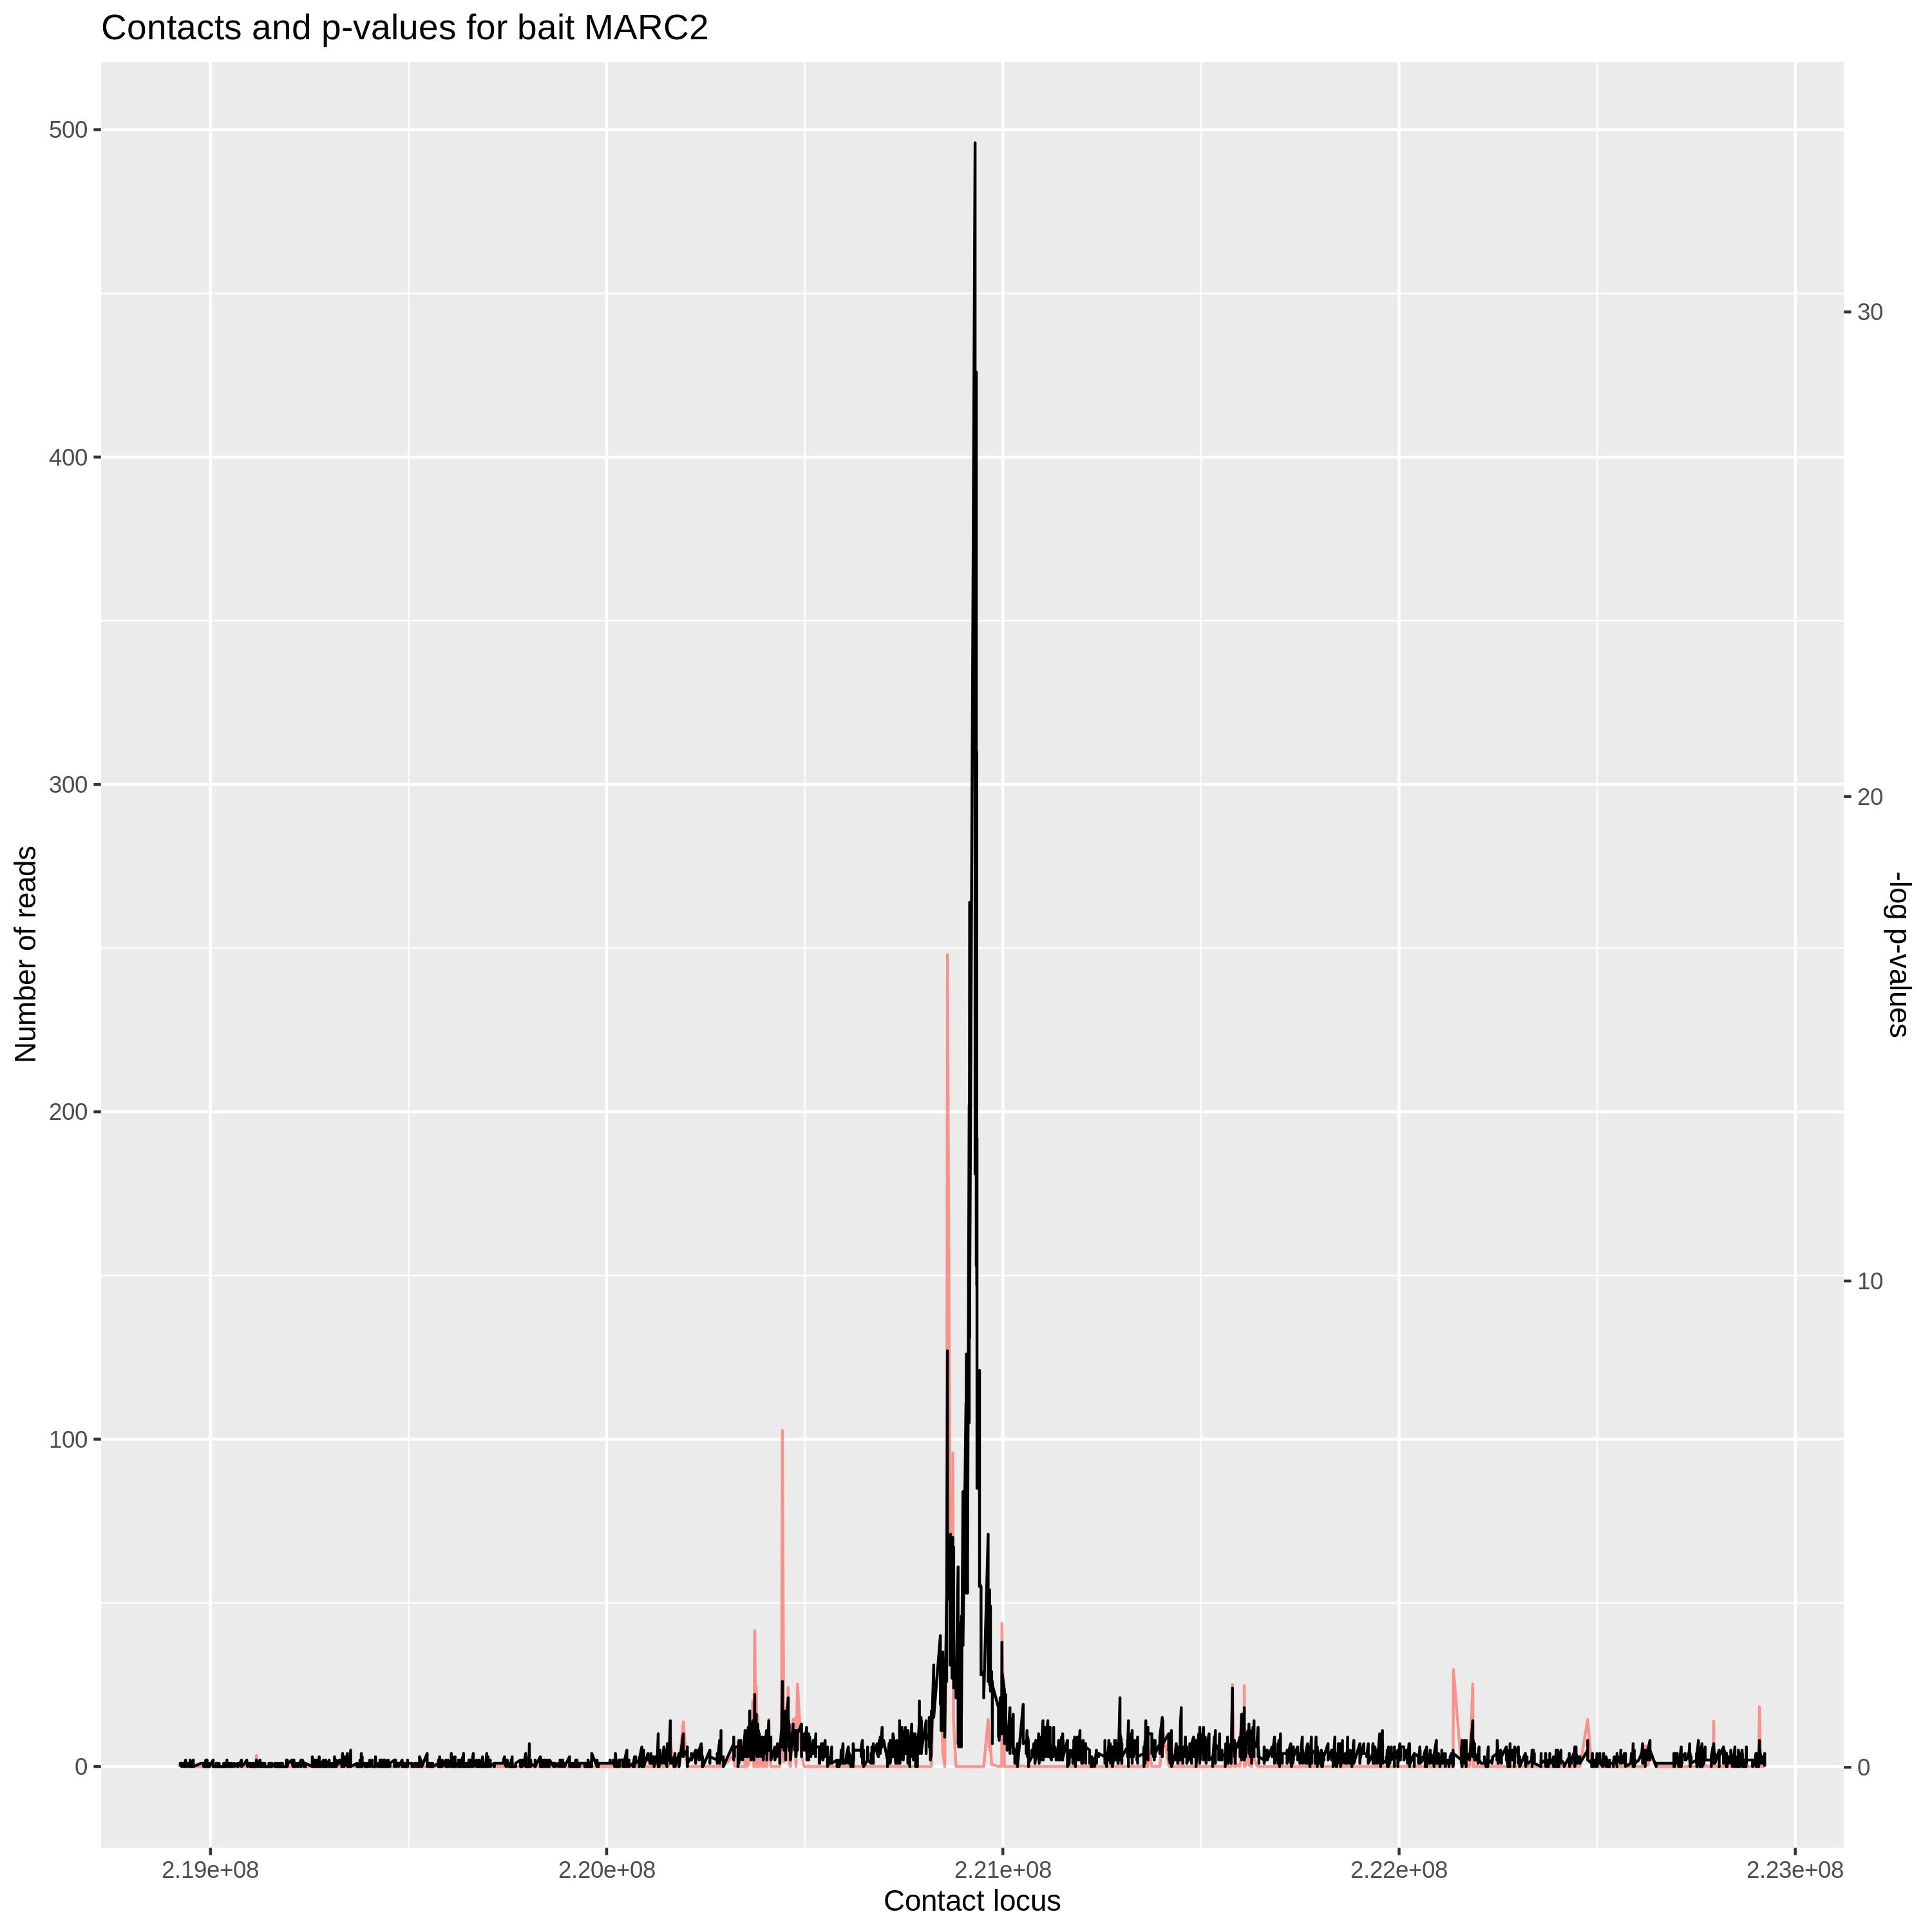 Contacts and p-values for bait MARC2
500
400
300
200
100
0
Number of reads
30
20
10
0
-log p-values
2.19e+08
2.20e+08
2.21e+08
2.22e+08
2.23e+08
Contact locus